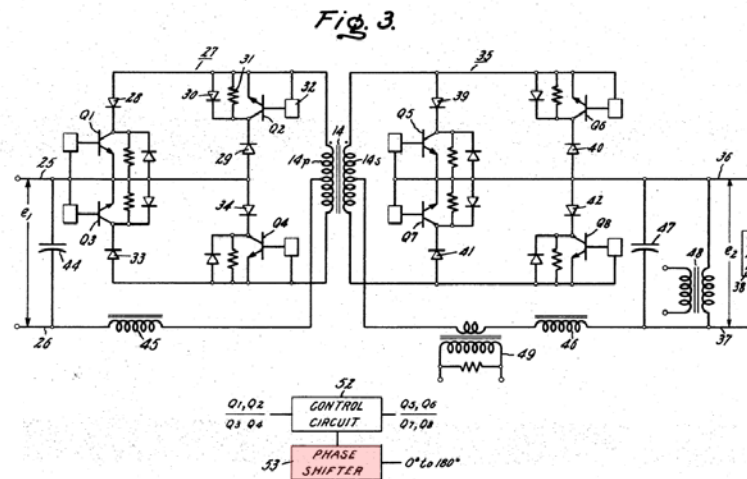 Fig. 3.
27 35
28 30 31 32 Q2 39 Q6
Q1 29 14 Q5 40
25 14p 14s 36
e1 34 42 e2
Q3 Q4 Q7 Q8 47 48
44 33 41 38
26 45 49 46 37
52
Q1, Q2 CONTROL Q5, Q6
Q3 Q4 CIRCUIT Q7, Q8
53 PHASE SHIFTER 0° to 180°